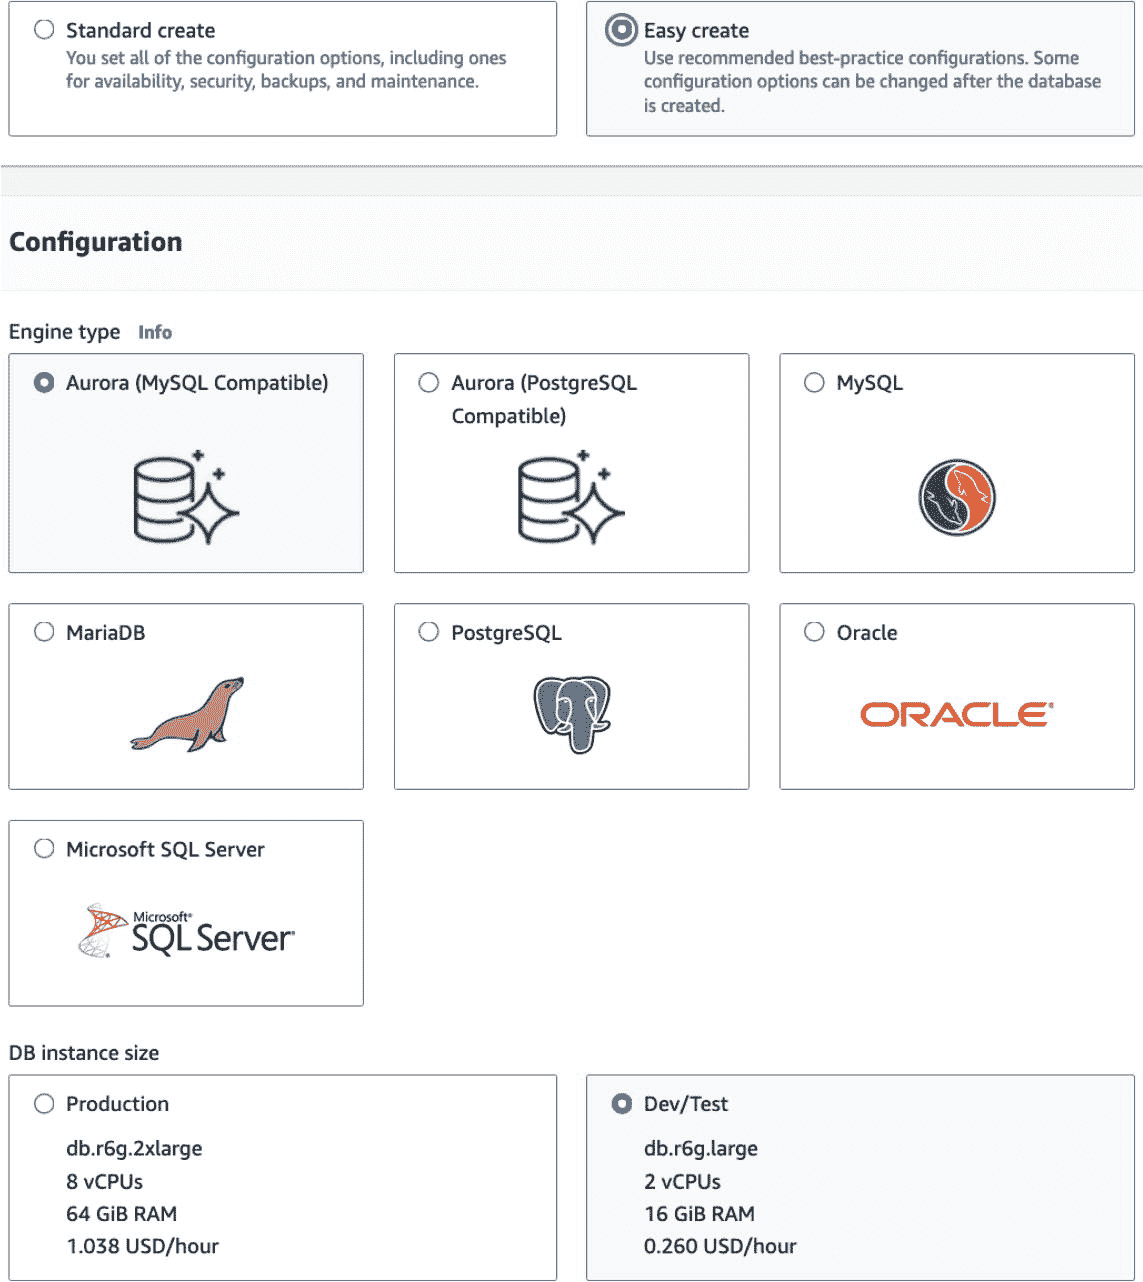 Standard create
You set all of the configuration options, including ones
for availability, security, backups, and maintenance.
Easy create
Use recommended best-practice configurations. Some
configuration options can be changed after the database
is created.
Configuration
Engine type Info
Aurora (MySQL Compatible)
Aurora (PostgreSQL
Compatible)
MySQL
MariaDB
PostgreSQL
Oracle
ORACLE®
Microsoft SQL Server
Microsoft®
SQL Server®
DB instance size
Production
db.r6g.2xlarge
8 vCPUs
64 GiB RAM
1.038 USD/hour
Dev/Test
db.r6g.large
2 vCPUs
16 GiB RAM
0.260 USD/hour